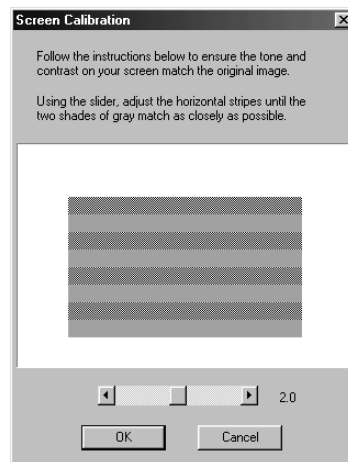 Screen Calibration
Follow the instructions below to ensure the tone and
contrast on your screen match the original image.
Using the slider, adjust the horizontal stripes until the
two shades of gray match as closely as possible.
2.0
OK
Cancel